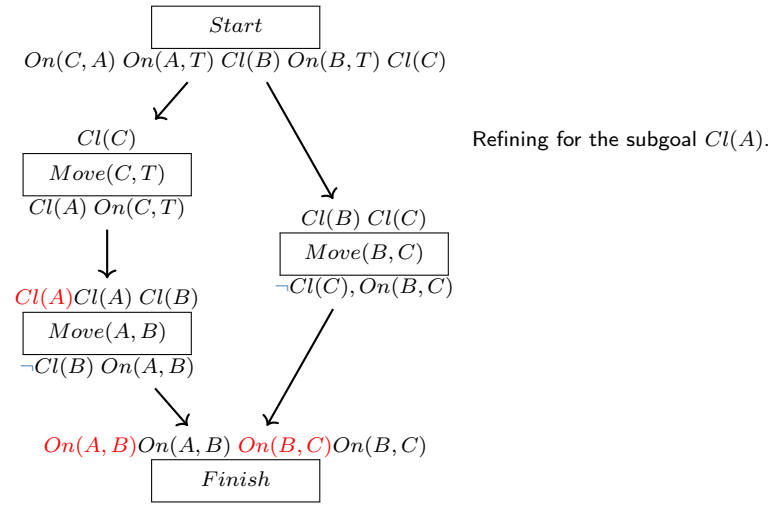 Start
On(C, A) On(A, T) Cl(B) On(B, T) Cl(C)
Cl(C)
Refining for the subgoal Cl(A).
Move(C, T)
Cl(A) On(C, T)
Cl(B) Cl(C)
Move(B, C)
¬Cl(C), On(B, C)
Cl(A)Cl(A) Cl(B)
Move(A, B)
¬Cl(B) On(A, B)
On(A, B)On(A, B) On(B, C)On(B, C)
Finish